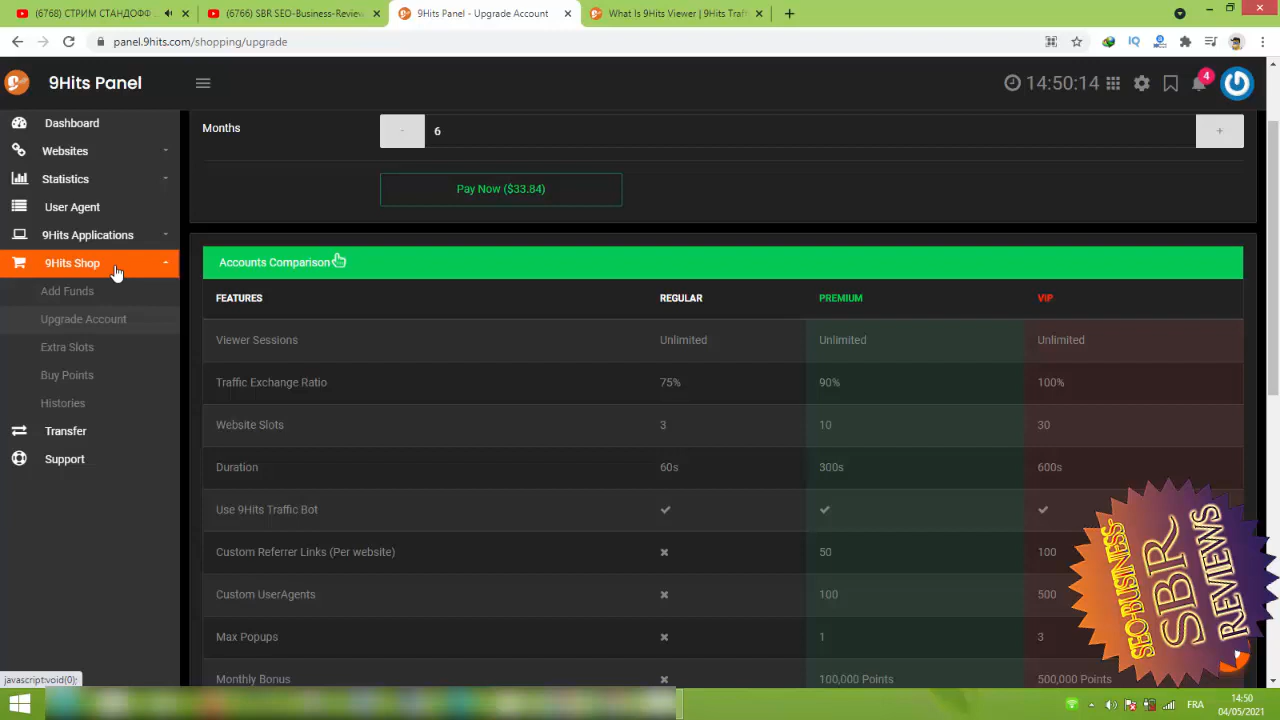 (6768) СТРИМ СТАНДОФФ
(6766) SBR SEO-Business-Review
9Hits Panel - Upgrade Account
What Is 9Hits Viewer | 9Hits Traf
panel.9hits.com/shopping/upgrade
9Hits Panel
14:50:14
4
Dashboard
Websites
Statistics
User Agent
9Hits Applications
9Hits Shop
Add Funds
Upgrade Account
Extra Slots
Buy Points
Histories
Transfer
Support
Months - 6 +
Pay Now ($33.84)
Accounts Comparison
FEATURES REGULAR PREMIUM VIP
Viewer Sessions Unlimited Unlimited Unlimited
Traffic Exchange Ratio 75% 90% 100%
Website Slots 3 10 30
Duration 60s 300s 600s
Use 9Hits Traffic Bot
Custom Referrer Links (Per website) 50 100
Custom UserAgents 100 500
Max Popups 1 3
Monthly Bonus 100,000 Points 500,000 Points
SEO-BUSINESS-
SBR
REVIEWS
javascript:void(0);
FRA
14:50
04/05/2021